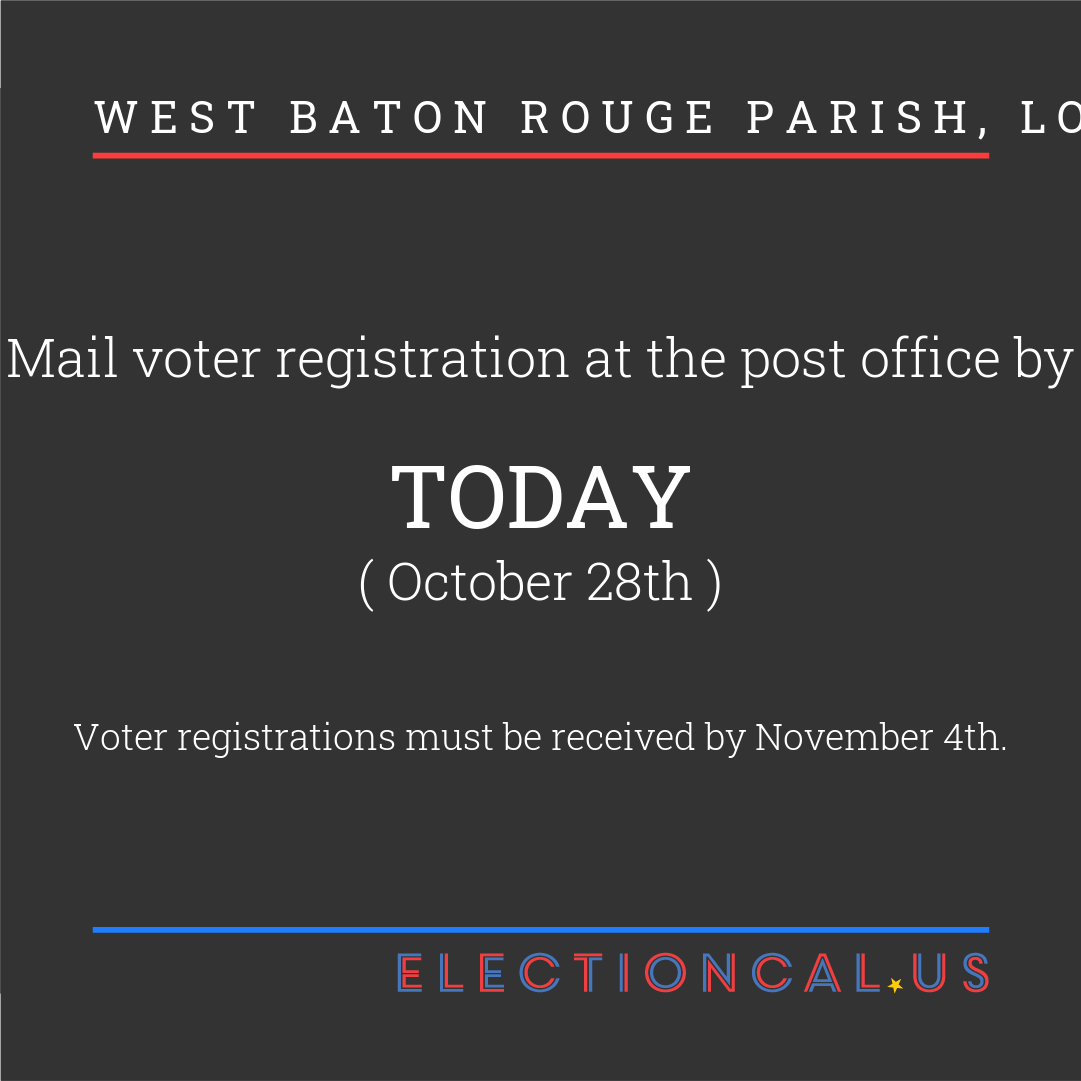 WEST BATON ROUGE PARISH, LO
Mail voter registration at the post office by
TODAY
( October 28th )
Voter registrations must be received by November 4th.
ELECTIONCAL.US